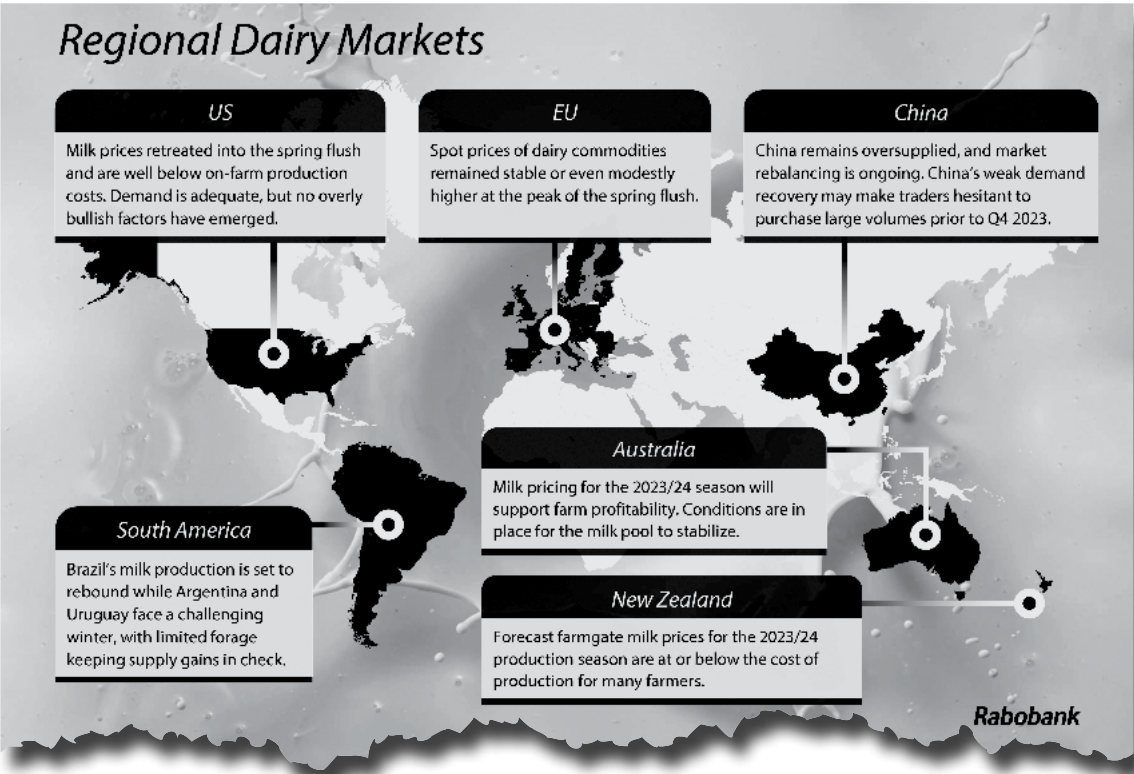 Regional Dairy Markets
US
Milk prices retreated into the spring flush
and are well below on-farm production
costs. Demand is adequate, but no overly
bullish factors have emerged.
EU
Spot prices of dairy commodities
remained stable or even modestly
higher at the peak of the spring flush.
China
China remains oversupplied, and market
rebalancing is ongoing. China's weak demand
recovery may make traders hesitant to
purchase large volumes prior to Q4 2023.
Australia
Milk pricing for the 2023/24 season will
support farm profitability. Conditions are in
place for the milk pool to stabilize.
South America
Brazil's milk production is set to
rebound while Argentina and
Uruguay face a challenging
winter, with limited forage
keeping supply gains in check.
New Zealand
Forecast farmgate milk prices for the 2023/24
production season are at or below the cost of
production for many farmers.
Rabobank